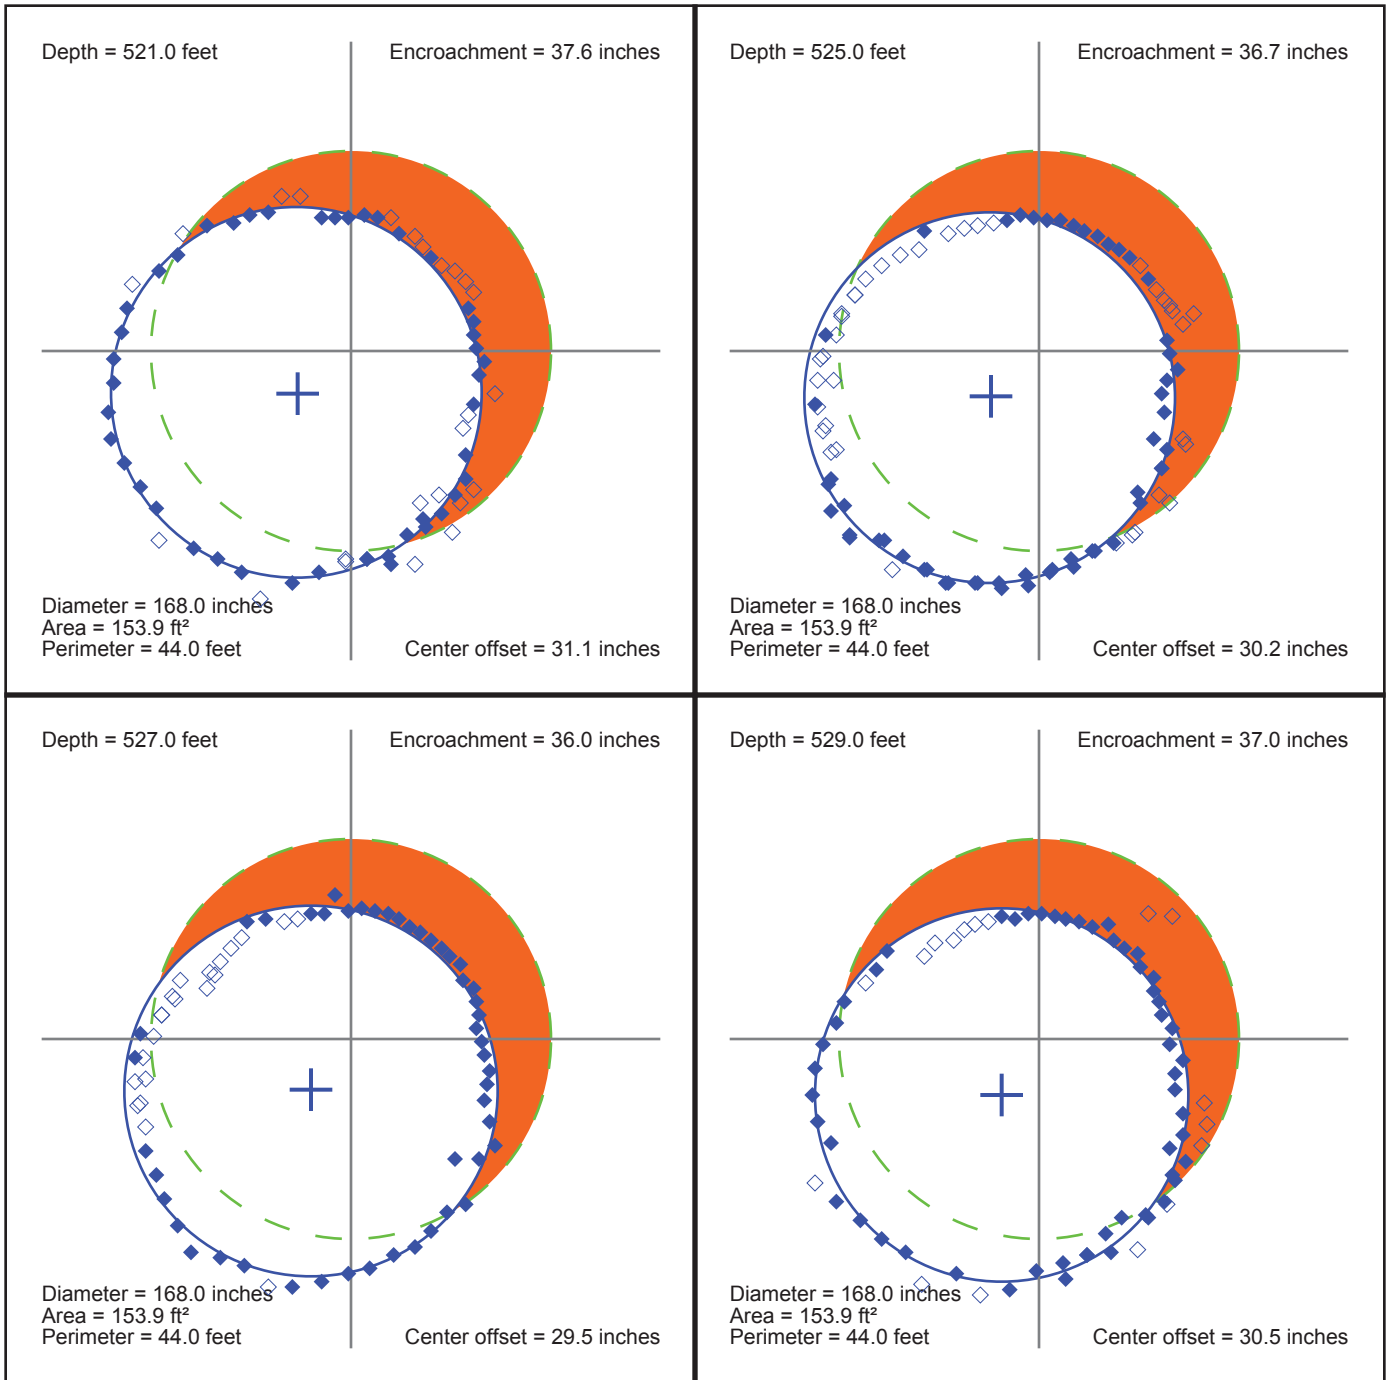 Depth = 521.0 feet
Encroachment = 37.6 inches
Diameter = 168.0 inches
Area = 153.9 ft²
Perimeter = 44.0 feet
Center offset = 31.1 inches
Depth = 525.0 feet
Encroachment = 36.7 inches
Diameter = 168.0 inches
Area = 153.9 ft²
Perimeter = 44.0 feet
Center offset = 30.2 inches
Depth = 527.0 feet
Encroachment = 36.0 inches
Diameter = 168.0 inches
Area = 153.9 ft²
Perimeter = 44.0 feet
Center offset = 29.5 inches
Depth = 529.0 feet
Encroachment = 37.0 inches
Diameter = 168.0 inches
Area = 153.9 ft²
Perimeter = 44.0 feet
Center offset = 30.5 inches